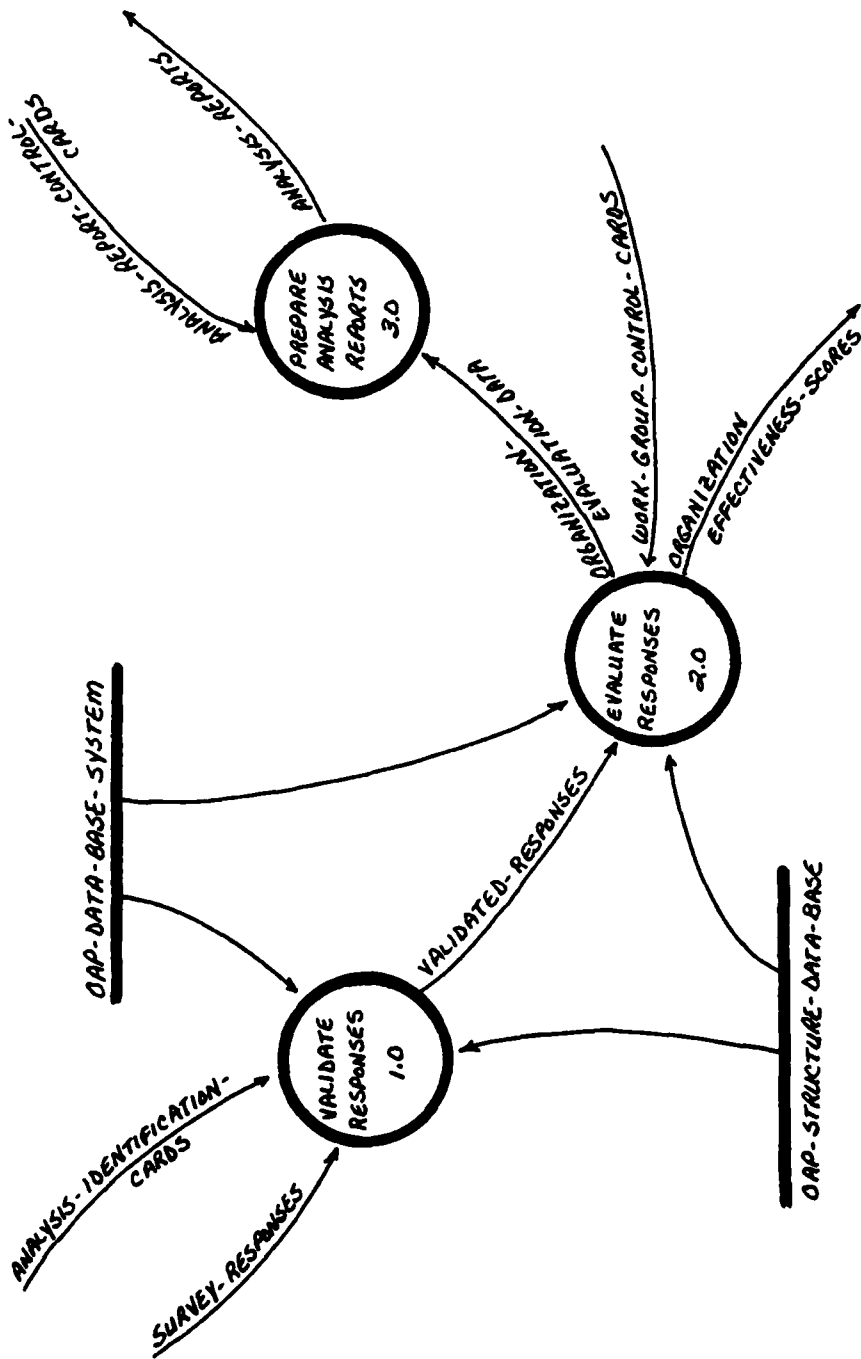 ANALYSIS-IDENTIFICATION-
CARDS
SURVEY-RESPONSES
VALIDATE
RESPONSES
1.0
OAP-DATA-BASE-SYSTEM
VALIDATED-RESPONSES
OAP-STRUCTURE-DATA-BASE
EVALUATE
RESPONSES
2.0
ORGANIZATION-
EVALUATION-DATA
WORK-GROUP-CONTROL-CARDS
ORGANIZATION
EFFECTIVENESS-SCORES
PREPARE
ANALYSIS
REPORTS
3.0
ANALYSIS-REPORT-CONTROL-
CARDS
ANALYSIS-REPORTS